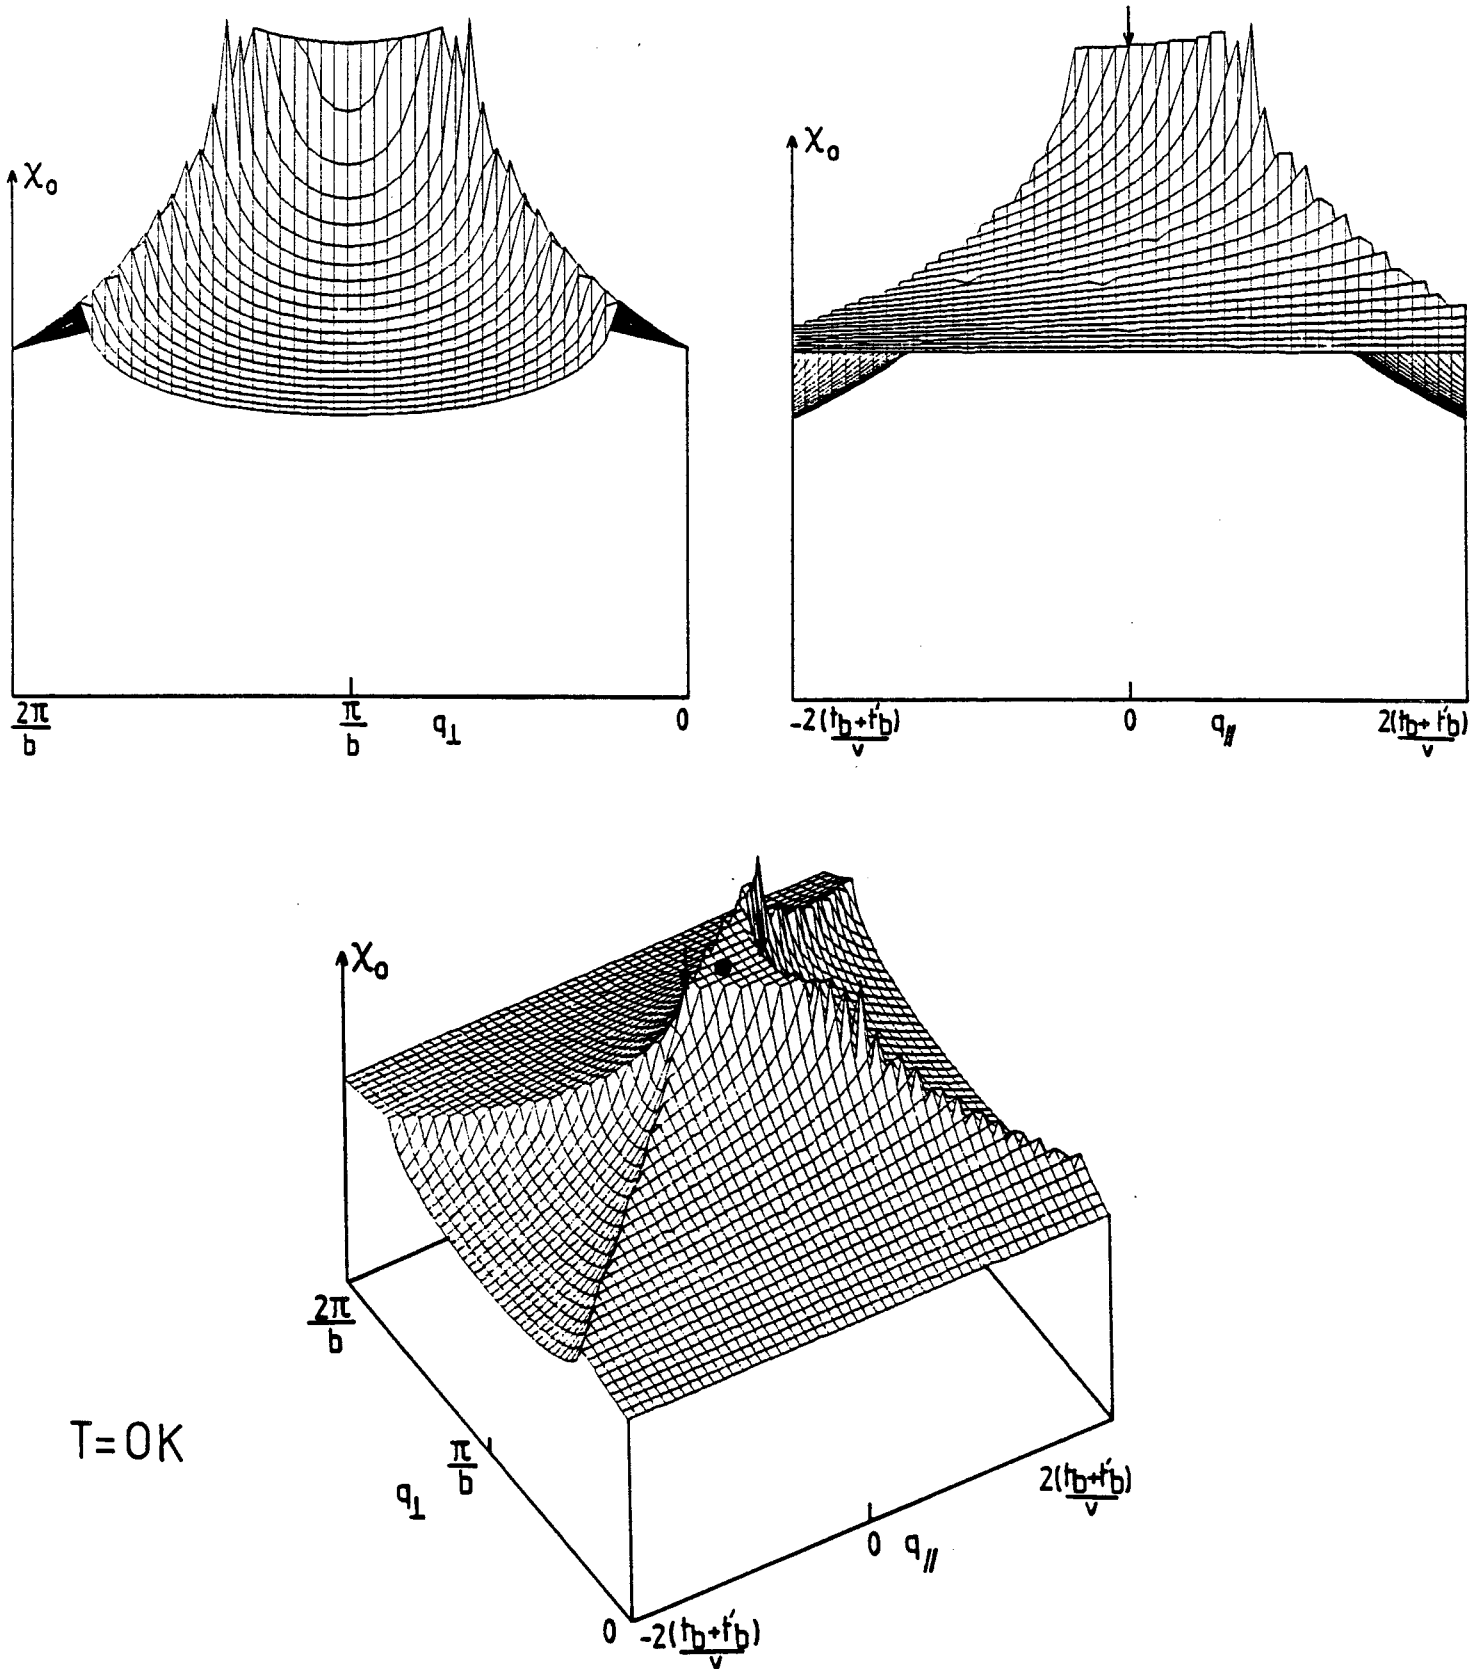 χ₀
2π/b
π/b
q⊥
0
χ₀
-2(t_b+t'_b)/v
0
q∥
2(t_b+t'_b)/v
χ₀
2π/b
T=0K
π/b
q⊥
2(t_b+t'_b)/v
0
q∥
0
-2(t_b+t'_b)/v